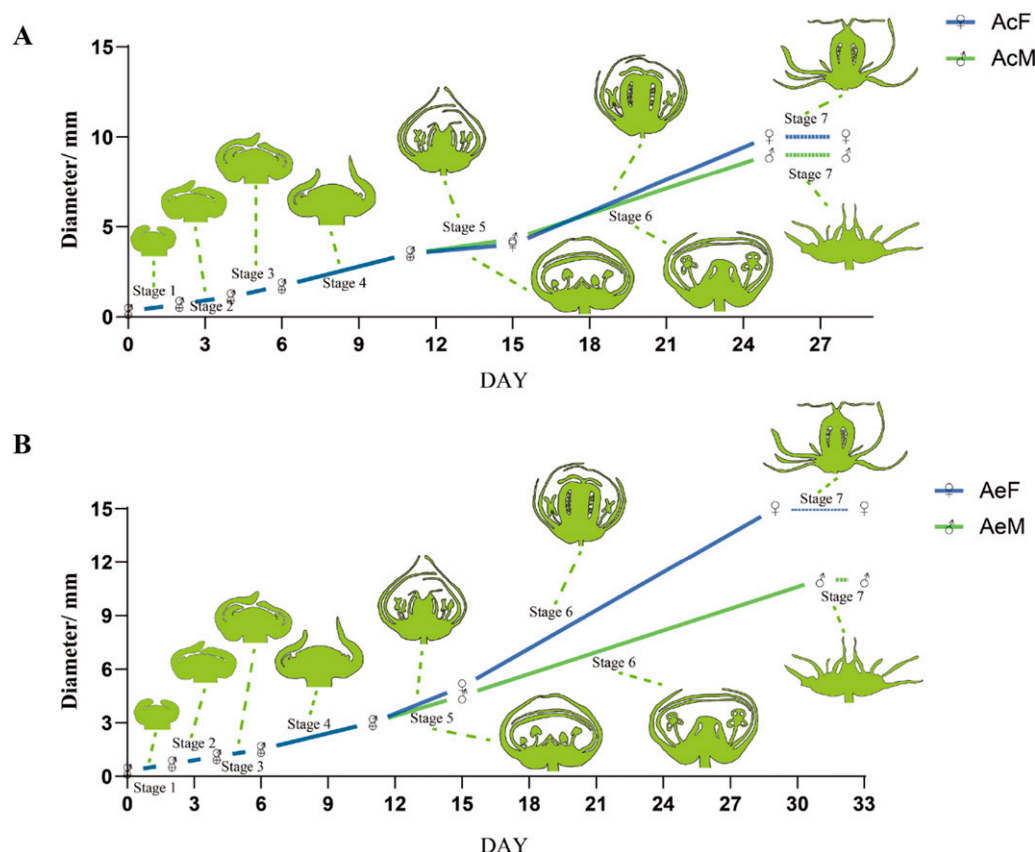 A
AcF
AcM
Diameter/ mm
15
10
5
0
Stage 1
Stage 2
Stage 3
Stage 4
Stage 5
Stage 6
Stage 7
Stage 7
0 3 6 9 12 15 18 21 24 27
DAY
B
AeF
AeM
Diameter/ mm
15
12
9
6
3
0
Stage 1
Stage 2
Stage 3
Stage 4
Stage 5
Stage 6
Stage 6
Stage 7
Stage 7
0 3 6 9 12 15 18 21 24 27 30 33
DAY